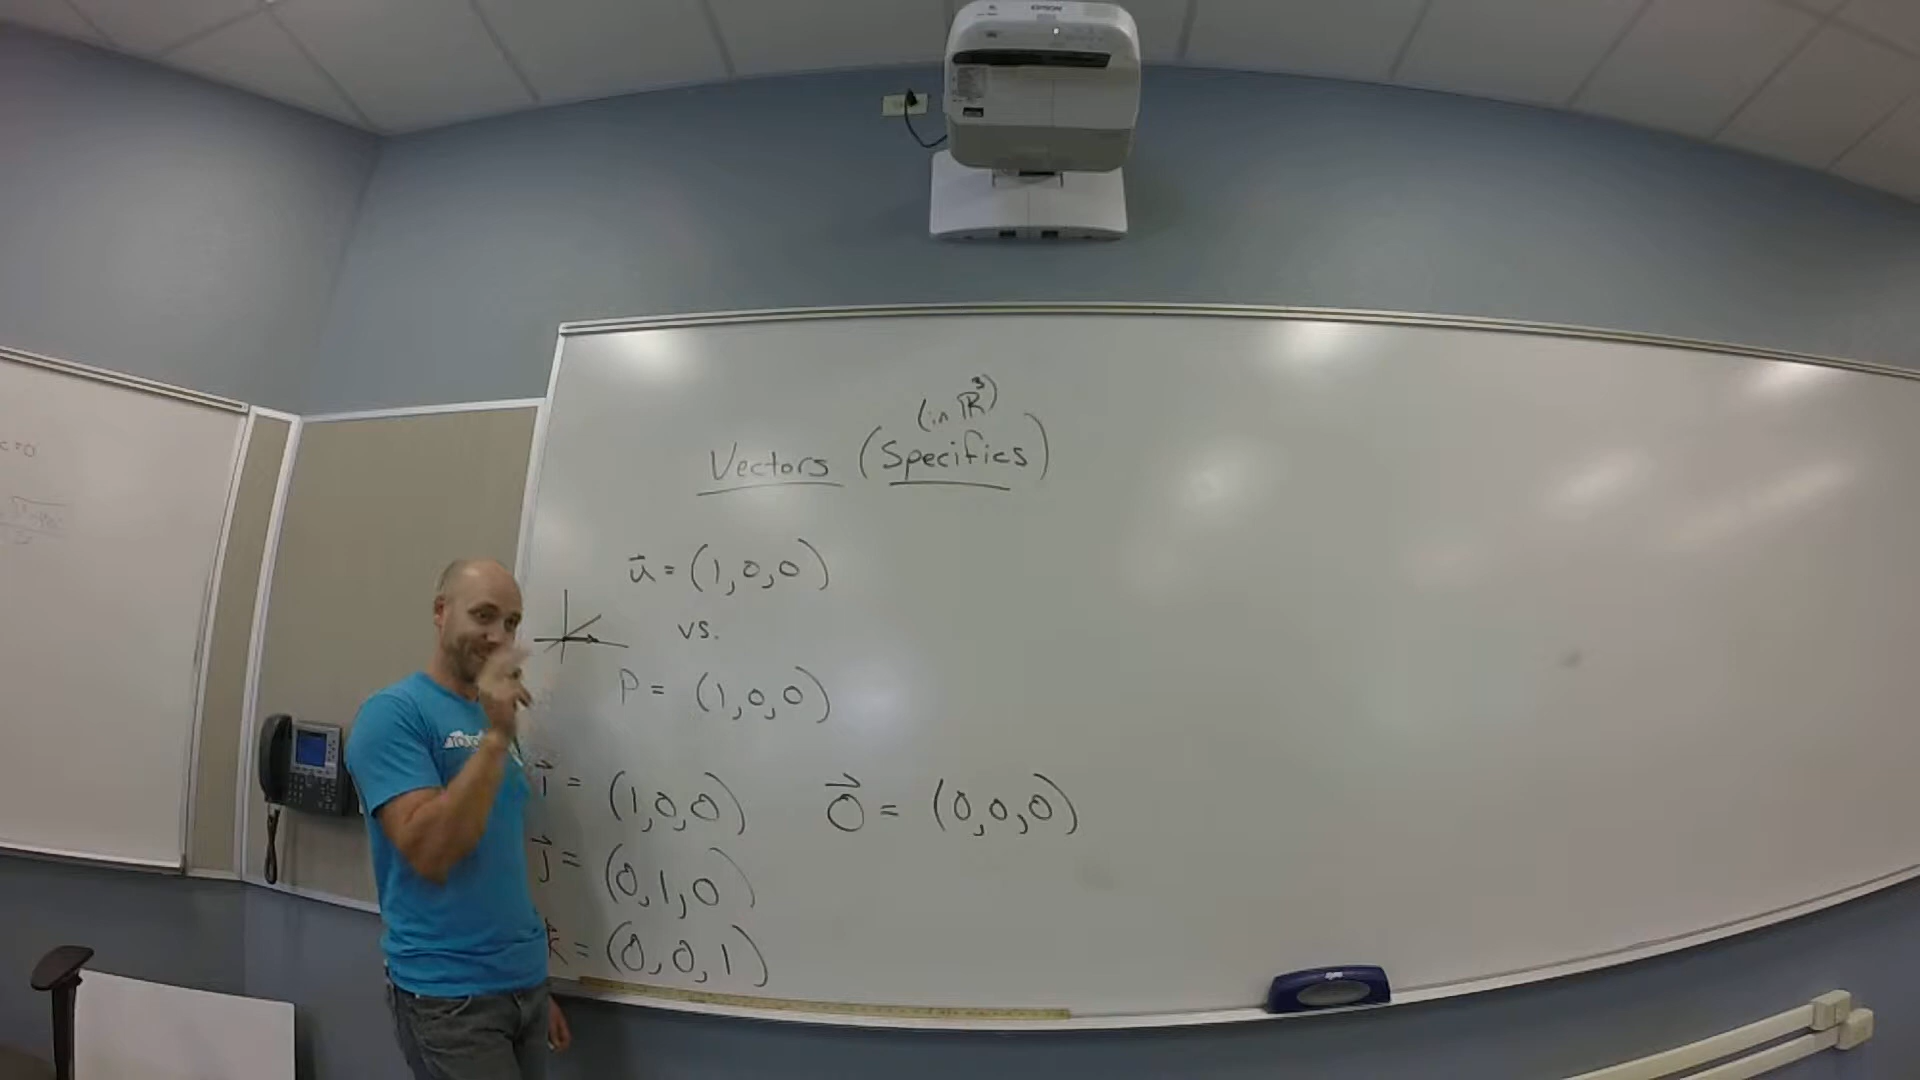 EPSON
(in ℝ³)
Vectors (Specifics)
u⃗ = (1,0,0)
vs.
P = (1,0,0)
i⃗ = (1,0,0)
0⃗ = (0,0,0)
j⃗ = (0,1,0)
k⃗ = (0,0,1)